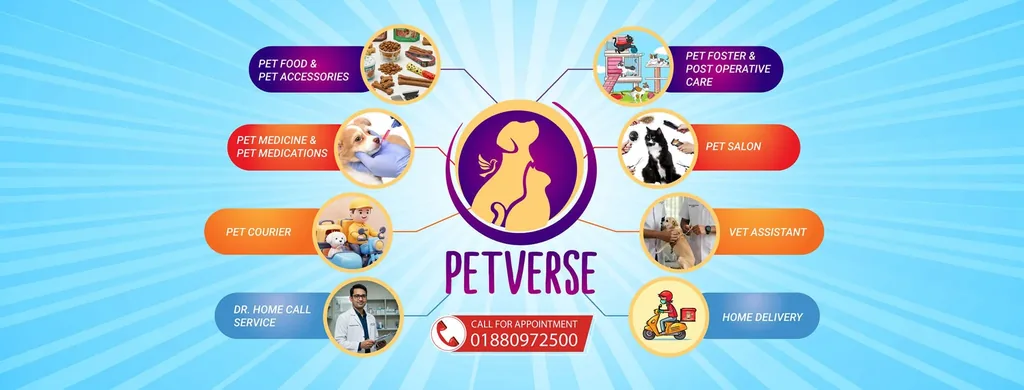 PET FOOD &
PET ACCESSORIES
PET MEDICINE &
PET MEDICATIONS
PET COURIER
DR. HOME CALL
SERVICE
PETVERSE
CALL FOR APPOINTMENT
01880972500
PET FOSTER &
POST OPERATIVE
CARE
PET SALON
VET ASSISTANT
HOME DELIVERY